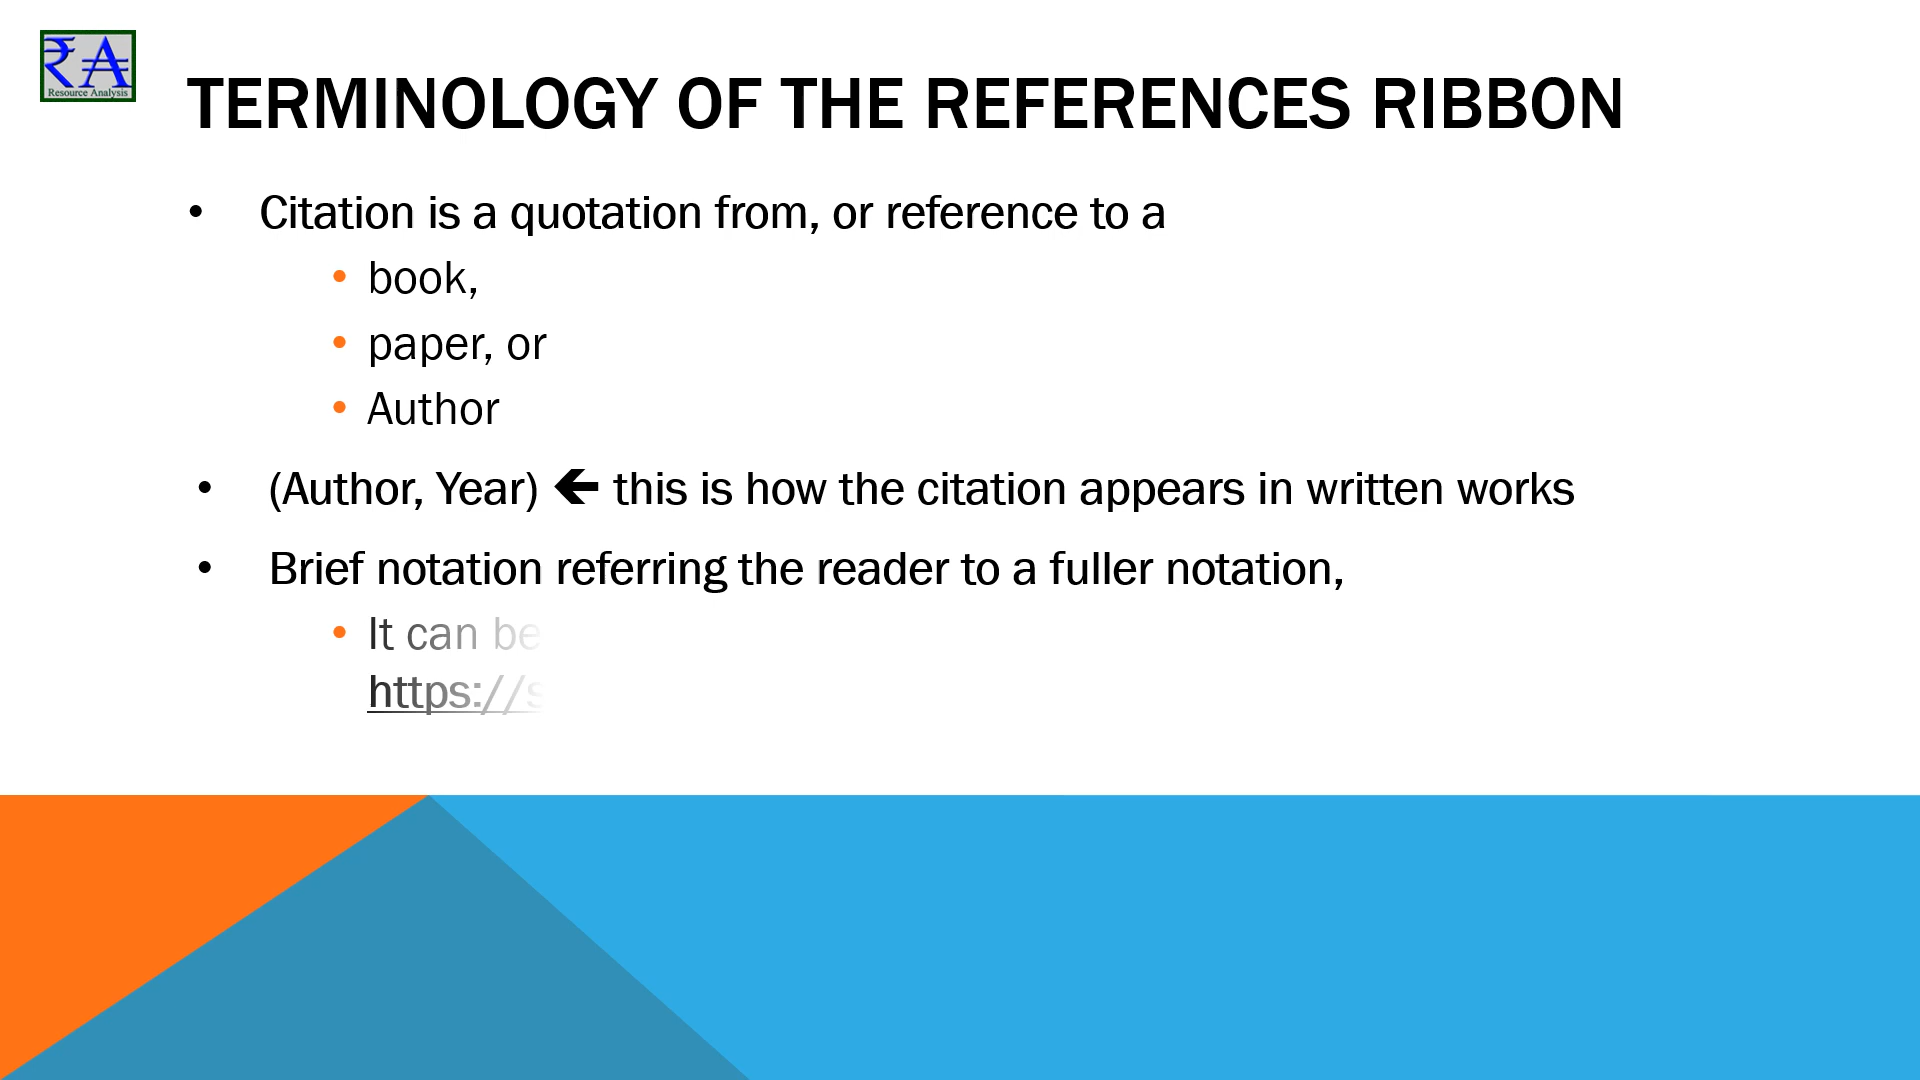 ₹A
Resource Analysis
TERMINOLOGY OF THE REFERENCES RIBBON
• Citation is a quotation from, or reference to a
• book,
• paper, or
• Author
• (Author, Year) 🡸 this is how the citation appears in written works
• Brief notation referring the reader to a fuller notation,
• It can be
https://s